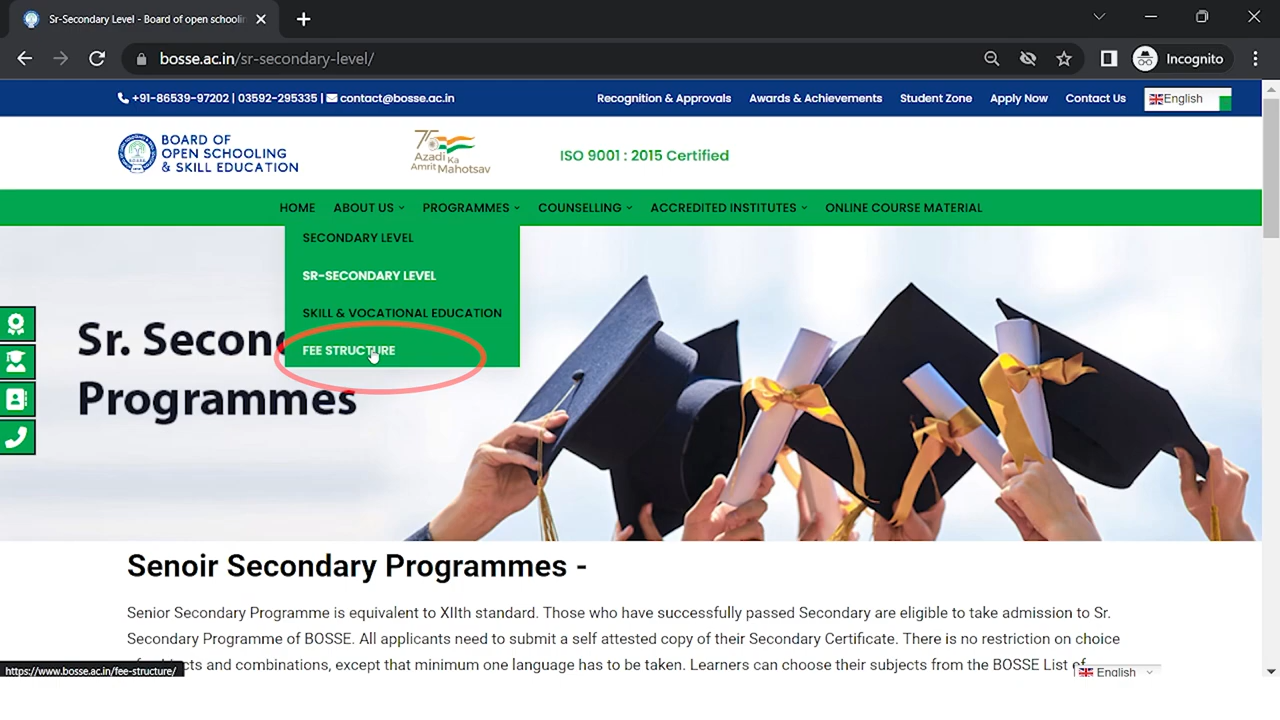 Sr-Secondary Level - Board of open schoolin
bosse.ac.in/sr-secondary-level/
Incognito
+91-86539-97202 | 03592-295335 | contact@bosse.ac.in
Recognition & Approvals
Awards & Achievements
Student Zone
Apply Now
Contact Us
English
BOARD OF
OPEN SCHOOLING
& SKILL EDUCATION
75
Azadi Ka
Amrit Mahotsav
ISO 9001 : 2015 Certified
HOME
ABOUT US
PROGRAMMES
COUNSELLING
ACCREDITED INSTITUTES
ONLINE COURSE MATERIAL
SECONDARY LEVEL
SR-SECONDARY LEVEL
SKILL & VOCATIONAL EDUCATION
FEE STRUCTURE
Sr. Secon
Programmes
Senoir Secondary Programmes -
Senior Secondary Programme is equivalent to XIIth standard. Those who have successfully passed Secondary are eligible to take admission to Sr.
Secondary Programme of BOSSE. All applicants need to submit a self attested copy of their Secondary Certificate. There is no restriction on choice
and combinations, except that minimum one language has to be taken. Learners can choose their subjects from the BOSSE List of
https://www.bosse.ac.in/fee-structure/
English